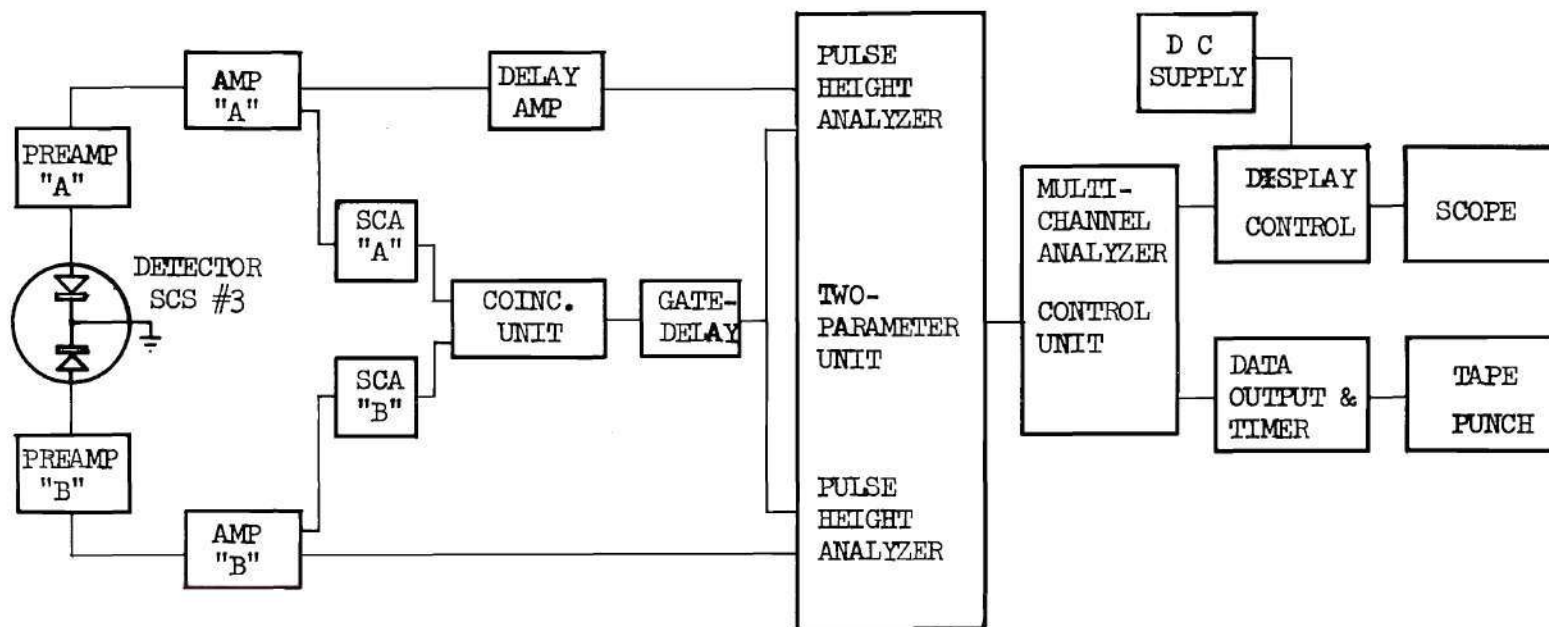 AMP
"A"
DELAY
AMP
PULSE
HEIGHT
ANALYZER
D C
SUPPLY
PREAMP
"A"
SCA
"A"
DETECTOR
SCS #3
COINC.
UNIT
GATE-
DELAY
TWO-
PARAMETER
UNIT
MULTI-
CHANNEL
ANALYZER
CONTROL
UNIT
DISPLAY
CONTROL
SCOPE
SCA
"B"
DATA
OUTPUT &
TIMER
TAPE
PUNCH
PREAMP
"B"
AMP
"B"
PULSE
HEIGHT
ANALYZER